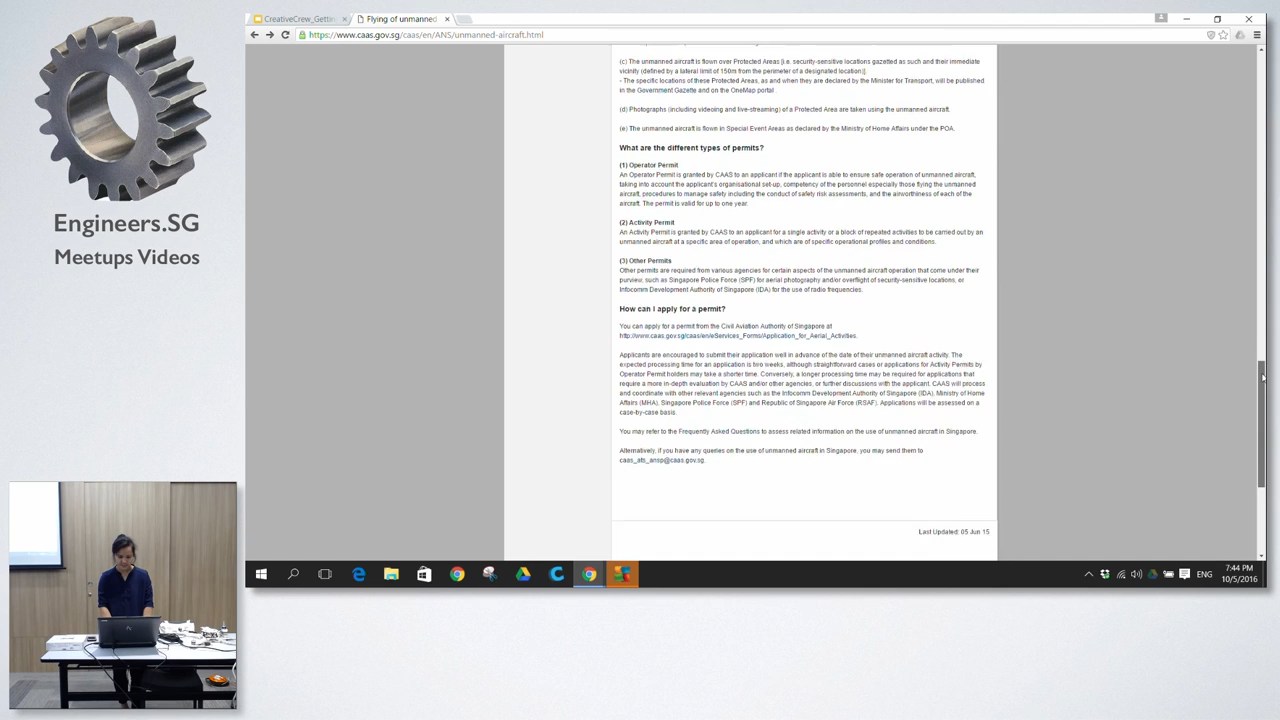 CreativeCrew_Gettin
Flying of unmanned
https://www.caas.gov.sg/caas/en/ANS/unmanned-aircraft.html
(c) The unmanned aircraft is flown over Protected Areas [i.e. security-sensitive locations gazetted as such and their immediate
vicinity (defined by a lateral limit of 150m from the perimeter of a designated location)]
- The specific locations of these Protected Areas, as and when they are declared by the Minister for Transport, will be published
in the Government Gazette and on the OneMap portal .
(d) Photographs (including videoing and live-streaming) of a Protected Area are taken using the unmanned aircraft.
(e) The unmanned aircraft is flown in Special Event Areas as declared by the Ministry of Home Affairs under the POA.
What are the different types of permits?
(1) Operator Permit
An Operator Permit is granted by CAAS to an applicant if the applicant is able to ensure safe operation of unmanned aircraft,
taking into account the applicant's organisational set-up, competency of the personnel especially those flying the unmanned
aircraft, procedures to manage safety including the conduct of safety risk assessments, and the airworthiness of each of the
aircraft. The permit is valid for up to one year.
(2) Activity Permit
An Activity Permit is granted by CAAS to an applicant for a single activity or a block of repeated activities to be carried out by an
unmanned aircraft at a specific area of operation, and which are of specific operational profiles and conditions.
(3) Other Permits
Other permits are required from various agencies for certain aspects of the unmanned aircraft operation that come under their
purview, such as Singapore Police Force (SPF) for aerial photography and/or overflight of security-sensitive locations, or
Infocomm Development Authority of Singapore (IDA) for the use of radio frequencies.
How can I apply for a permit?
You can apply for a permit from the Civil Aviation Authority of Singapore at
http://www.caas.gov.sg/caas/en/eServices_Forms/Application_for_Aerial_Activities.
Applicants are encouraged to submit their application well in advance of the date of their unmanned aircraft activity. The
expected processing time for an application is two weeks, although straightforward cases or applications for Activity Permits by
Operator Permit holders may take a shorter time. Conversely, a longer processing time may be required for applications that
require a more in-depth evaluation by CAAS and/or other agencies, or further discussions with the applicant. CAAS will process
and coordinate with other relevant agencies such as the Infocomm Development Authority of Singapore (IDA), Ministry of Home
Affairs (MHA), Singapore Police Force (SPF) and Republic of Singapore Air Force (RSAF). Applications will be assessed on a
case-by-case basis.
You may refer to the Frequently Asked Questions to assess related information on the use of unmanned aircraft in Singapore.
Alternatively, if you have any queries on the use of unmanned aircraft in Singapore, you may send them to
caas_ats_ansp@caas.gov.sg.
Last Updated: 05 Jun 15
Engineers.SG
Meetups Videos
ENG
7:44 PM
10/5/2016